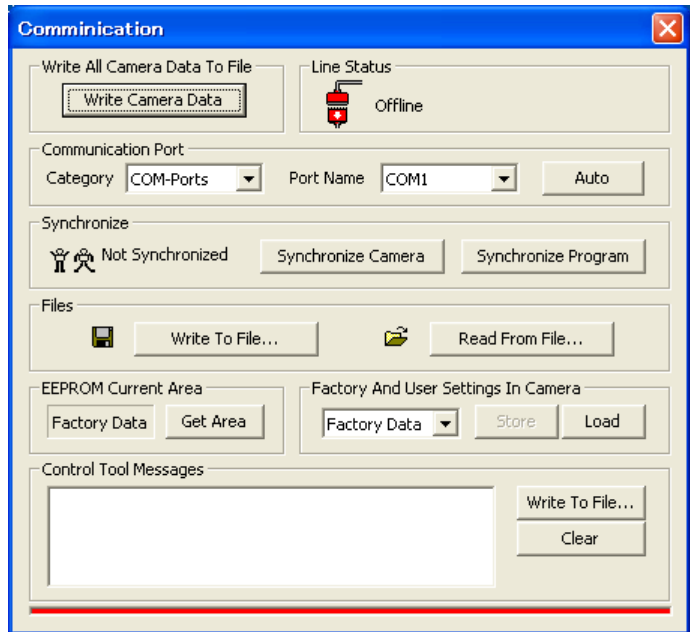 Comminication
Write All Camera Data To File
Write Camera Data
Line Status
Offline
Communication Port
Category COM-Ports Port Name COM1 Auto
Synchronize
Not Synchronized Synchronize Camera Synchronize Program
Files
Write To File... Read From File...
EEPROM Current Area
Factory Data Get Area
Factory And User Settings In Camera
Factory Data Store Load
Control Tool Messages
Write To File...
Clear